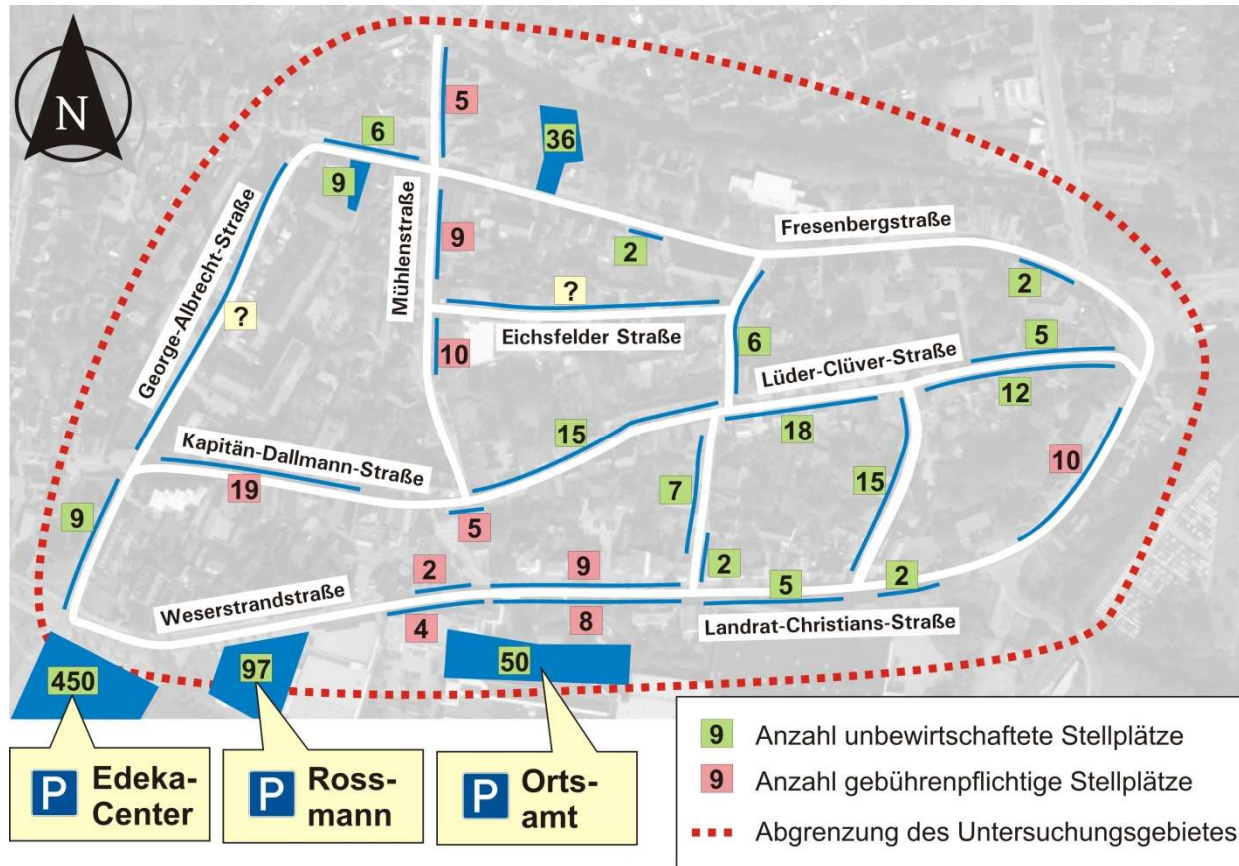 N
5
6
36
9
George-Albrecht-Straße
Mühlenstraße
9
Fresenbergstraße
2
2
?
?
Eichsfelder Straße
5
10
6
Lüder-Clüver-Straße
12
15
18
Kapitän-Dallmann-Straße
10
19
7
15
9
5
2
9
2
5
2
Weserstrandstraße
4
8
Landrat-Christians-Straße
450
97
50
P Edeka-
Center
P Ross-
mann
P Orts-
amt
9 Anzahl unbewirtschaftete Stellplätze
9 Anzahl gebührenpflichtige Stellplätze
Abgrenzung des Untersuchungsgebietes